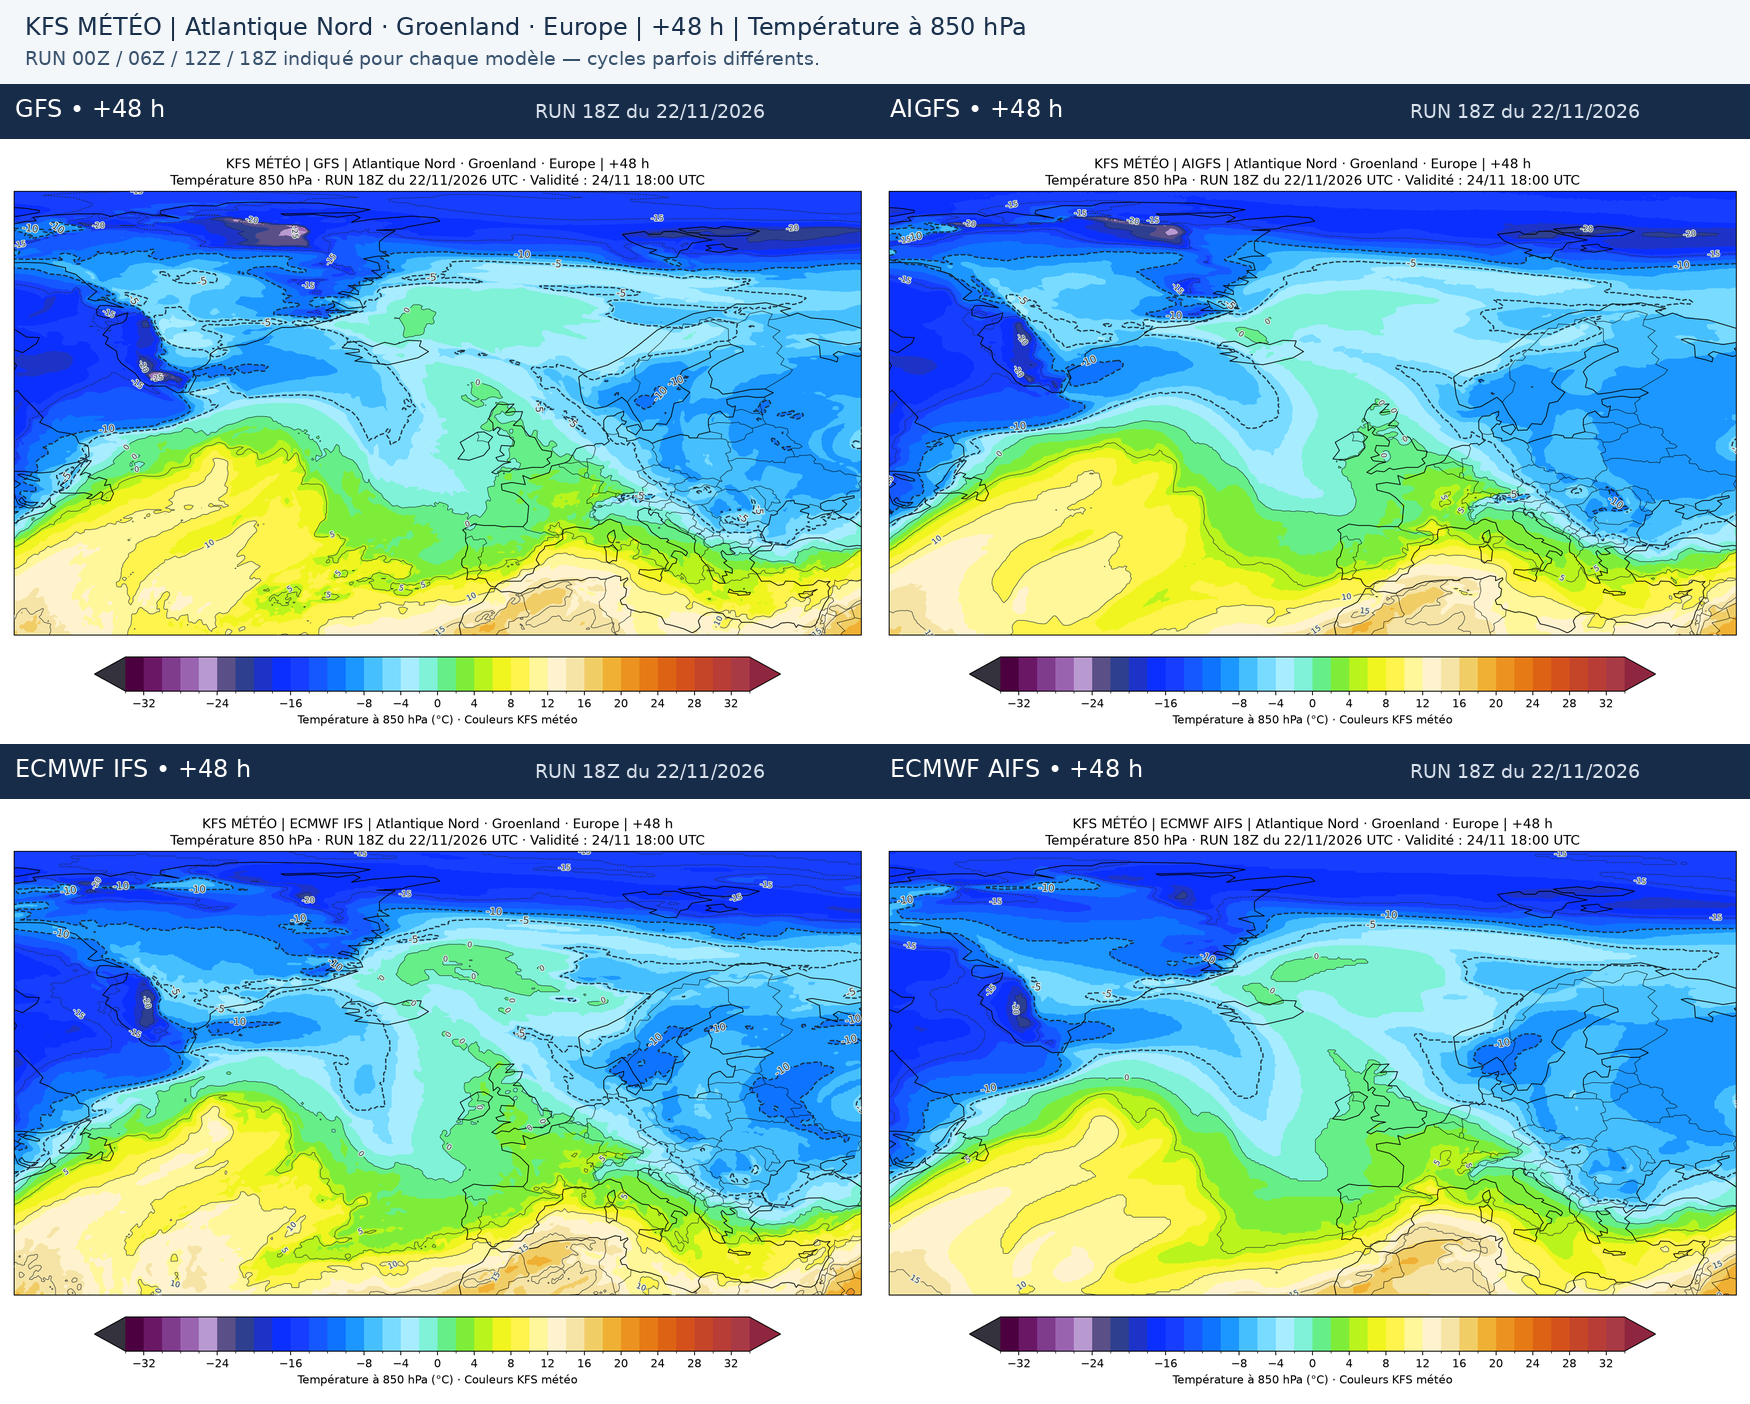 KFS MÉTÉO | Atlantique Nord · Groenland · Europe | +48 h | Température à 850 hPa
RUN 00Z / 06Z / 12Z / 18Z indiqué pour chaque modèle — cycles parfois différents.
GFS • +48 h
RUN 18Z du 22/11/2026
AIGFS • +48 h
RUN 18Z du 22/11/2026
KFS MÉTÉO | GFS | Atlantique Nord · Groenland · Europe | +48 h
Température 850 hPa · RUN 18Z du 22/11/2026 UTC · Validité : 24/11 18:00 UTC
KFS MÉTÉO | AIGFS | Atlantique Nord · Groenland · Europe | +48 h
Température 850 hPa · RUN 18Z du 22/11/2026 UTC · Validité : 24/11 18:00 UTC
−32 −24 −16 −8 −4 0 4 8 12 16 20 24 28 32
Température à 850 hPa (°C) · Couleurs KFS météo
−32 −24 −16 −8 −4 0 4 8 12 16 20 24 28 32
Température à 850 hPa (°C) · Couleurs KFS météo
ECMWF IFS • +48 h
RUN 18Z du 22/11/2026
ECMWF AIFS • +48 h
RUN 18Z du 22/11/2026
KFS MÉTÉO | ECMWF IFS | Atlantique Nord · Groenland · Europe | +48 h
Température 850 hPa · RUN 18Z du 22/11/2026 UTC · Validité : 24/11 18:00 UTC
KFS MÉTÉO | ECMWF AIFS | Atlantique Nord · Groenland · Europe | +48 h
Température 850 hPa · RUN 18Z du 22/11/2026 UTC · Validité : 24/11 18:00 UTC
−32 −24 −16 −8 −4 0 4 8 12 16 20 24 28 32
Température à 850 hPa (°C) · Couleurs KFS météo
−32 −24 −16 −8 −4 0 4 8 12 16 20 24 28 32
Température à 850 hPa (°C) · Couleurs KFS météo